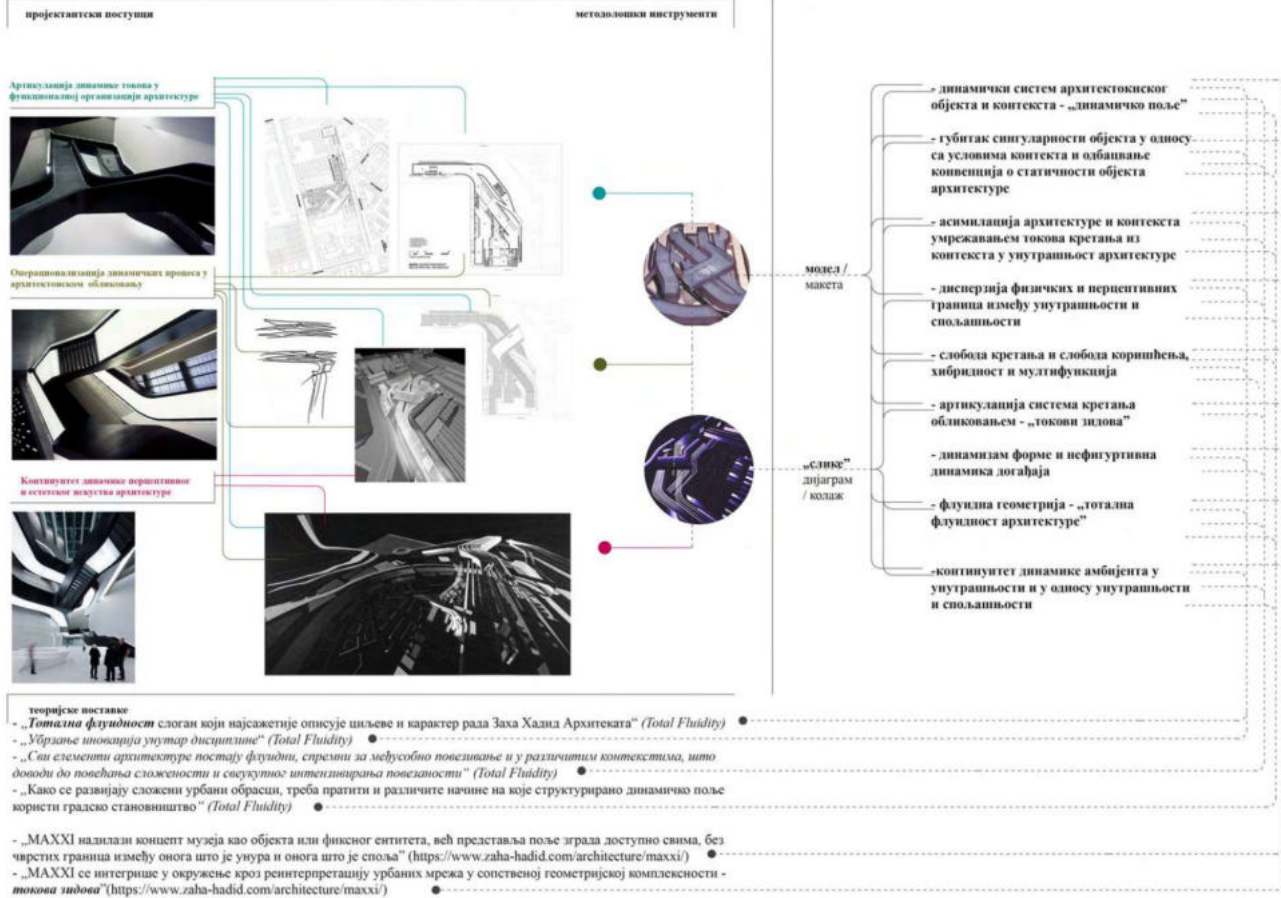 пројектантски поступци
методолошки инструменти
Артикулација динамике токова у
функционалној организацији архитектуре
Операционализација динамичких процеса у
архитектонском обликовању
Континуитет динамике перцептивног
и естетског искуства архитектуре
модел /
макета
„слике”
дијаграм
/ колаж
- динамички систем архитектокнског
објекта и контекста - „динамичко поље”
- губитак сингуларности објекта у односу
са условима контекста и одбацвање
конвенција о статичности објекта
архитектуре
- асимилација архитектуре и контекста
умрежавањем токова кретања из
контекста у унутрашност архитектуре
- дисперзија физичких и перцептивних
граница између унутрашњости и
спољашњости
- слобода кретања и слобода коришћења,
хибридност и мултифункција
- артикулација система кретања
обликовањем - „токови зидова”
- динамизам форме и нефигуртивна
динамика догађаја
- флуидна геометрија - „тотална
флуидност архитектуре”
-континуитет динамике амбијента у
унутрашњости и у односу унутрашњости
и спољашњости
теоријске поставке
- „Тотална флуидност слоган који најсажетије описује циљеве и карактер рада Заха Хадид Архитеката“ (Total Fluidity)
- „Убрзање иновација унутар дисциплине“ (Total Fluidity)
- „Сви елементи архитектуре постају флуидни, спремни за међусобно повезивање и у различитим контекстима, што
доводи до повећања сложености и свеукупног интензивирања повезаности“ (Total Fluidity)
- „Како се развијају сложени урбани обрасци, треба пратити и различите начине на које структурирано динамичко поље
користи градско становништво“ (Total Fluidity)
- „MAXXI надилази концепт музеја као објекта или фиксног ентитета, већ представља поље зграда доступно свима, без
чврстих граница између онога што је унура и онога што је споља” (https://www.zaha-hadid.com/architecture/maxxi/)
- „MAXXI се интегрише у окружење кроз реинтерпретацију урбаних мрежа у сопственој геометријској комплексности -
токова зидова”(https://www.zaha-hadid.com/architecture/maxxi/)